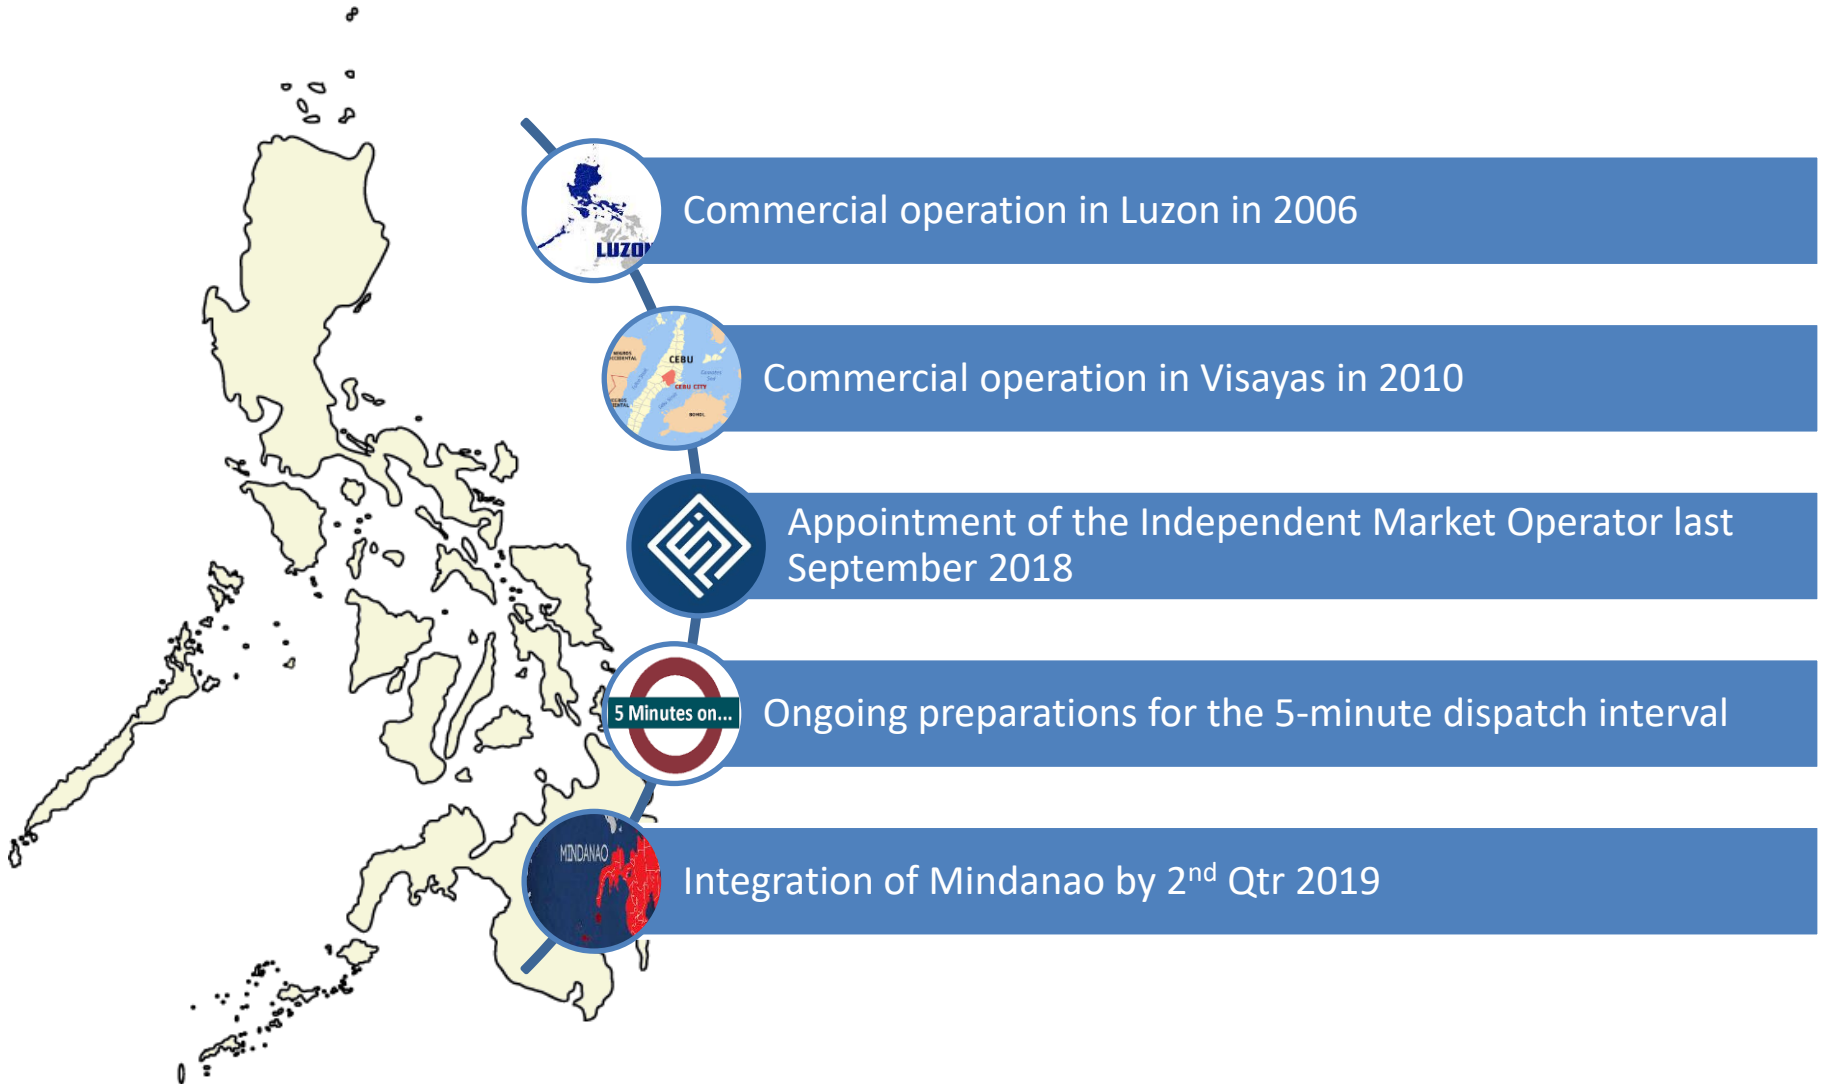 Commercial operation in Luzon in 2006
LUZON
Commercial operation in Visayas in 2010
CEBU
CEBU CITY
BOHOL
Appointment of the Independent Market Operator last
September 2018
5 Minutes on...
Ongoing preparations for the 5-minute dispatch interval
MINDANAO
Integration of Mindanao by 2nd Qtr 2019